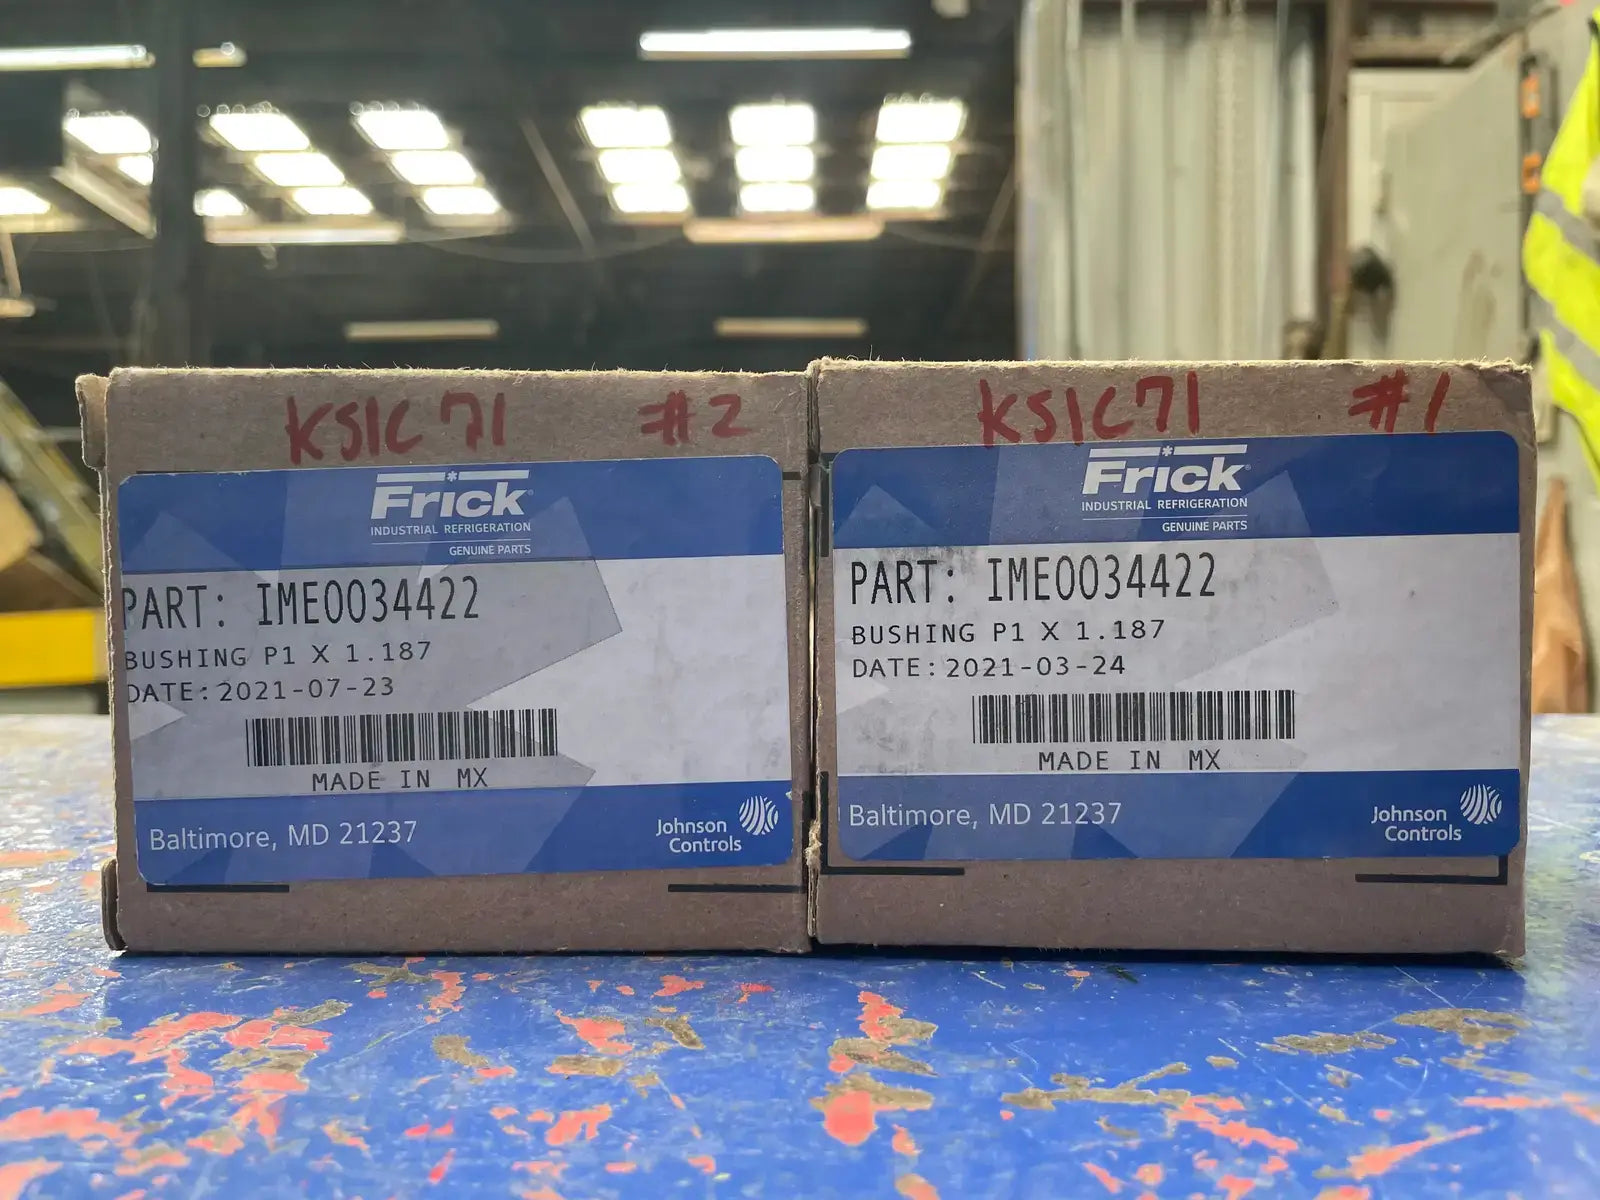 KSIC71 #2
Frick
INDUSTRIAL REFRIGERATION
GENUINE PARTS
PART: IME0034422
BUSHING P1 X 1.187
DATE: 2021-07-23
MADE IN MX
Baltimore, MD 21237
Johnson
Controls
KSIC71 #1
Frick
INDUSTRIAL REFRIGERATION
GENUINE PARTS
PART: IME0034422
BUSHING P1 X 1.187
DATE: 2021-03-24
MADE IN MX
Baltimore, MD 21237
Johnson
Controls